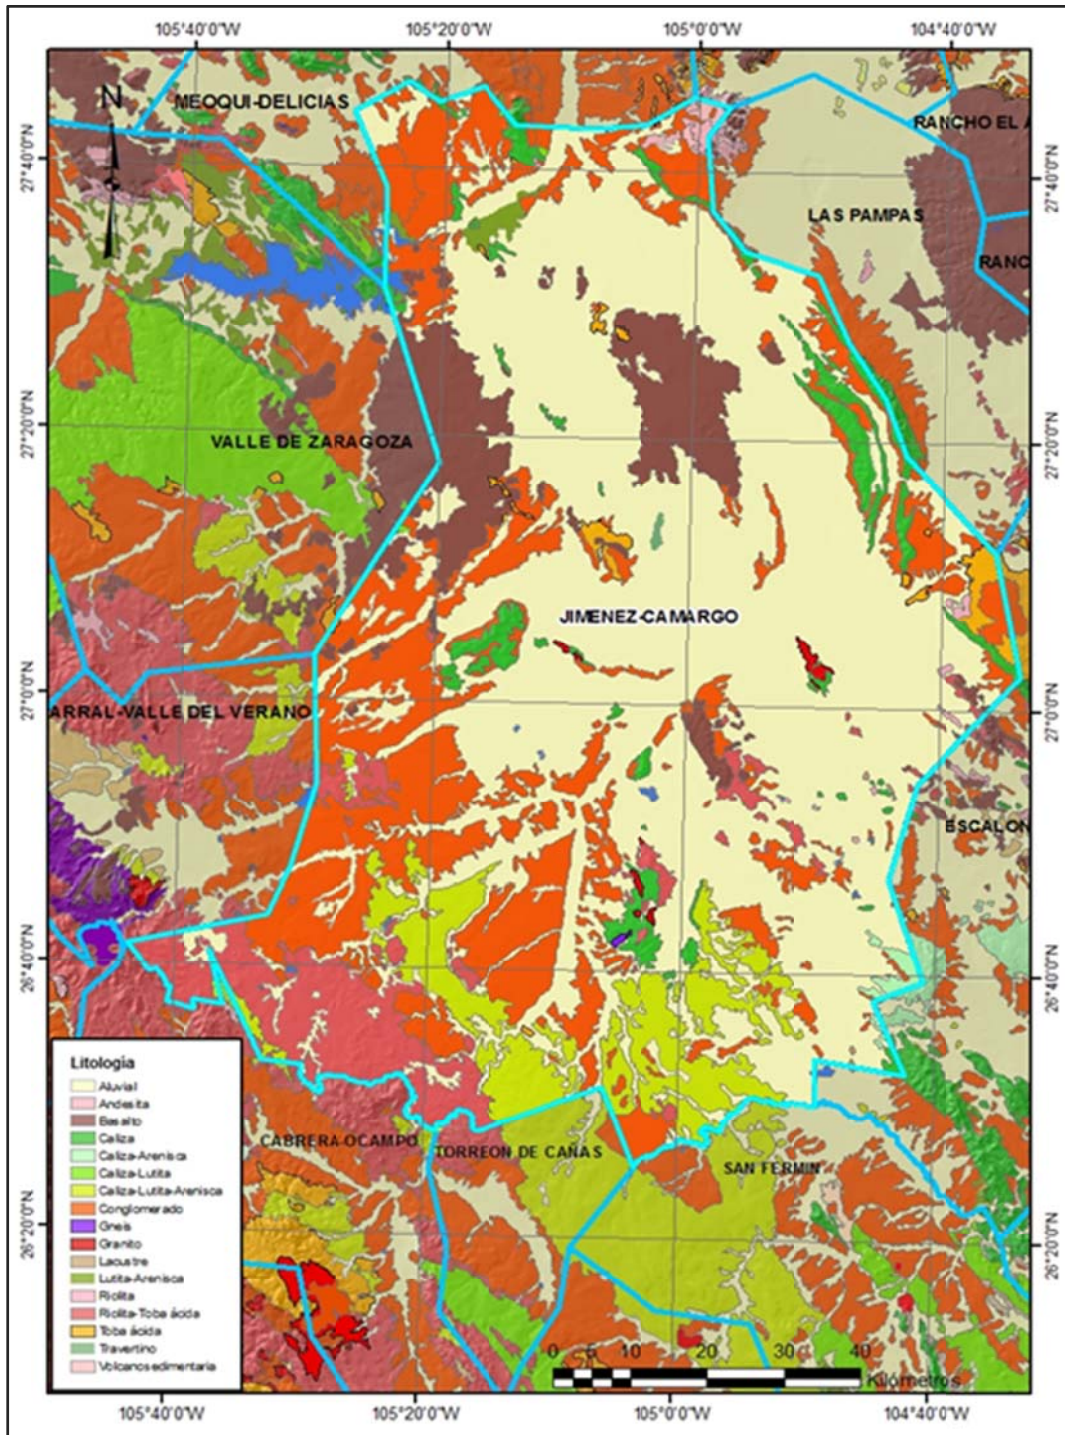 105°40'0"W 105°20'0"W 105°0'0"W 104°40'0"W
N
MEOQUI-DELICIAS
RANCHO EL A
27°40'0"N
27°40'0"N
LAS PAMPAS
RANC
27°20'0"N
VALLE DE ZARAGOZA
27°20'0"N
JIMENEZ-CAMARGO
27°0'0"N
ARRAL-VALLE DEL VERANO
27°0'0"N
ESCALON
26°40'0"N
26°40'0"N
Litología
Aluvial
Andesita
Basalto
Caliza
Caliza-Arenisca
Caliza-Lutita
Caliza-Lutita-Arenisca
Conglomerado
Gneis
Granito
Lacustre
Lutita-Arenisca
Riolita
Riolita-Toba ácida
Toba ácida
Travertino
Volcanosedimentaria
CABRERA-OCAMPO
TORREON DE CAÑAS
SAN FERMIN
26°20'0"N
26°20'0"N
0 5 10 20 30 40
Kilómetros
105°40'0"W 105°20'0"W 105°0'0"W 104°40'0"W